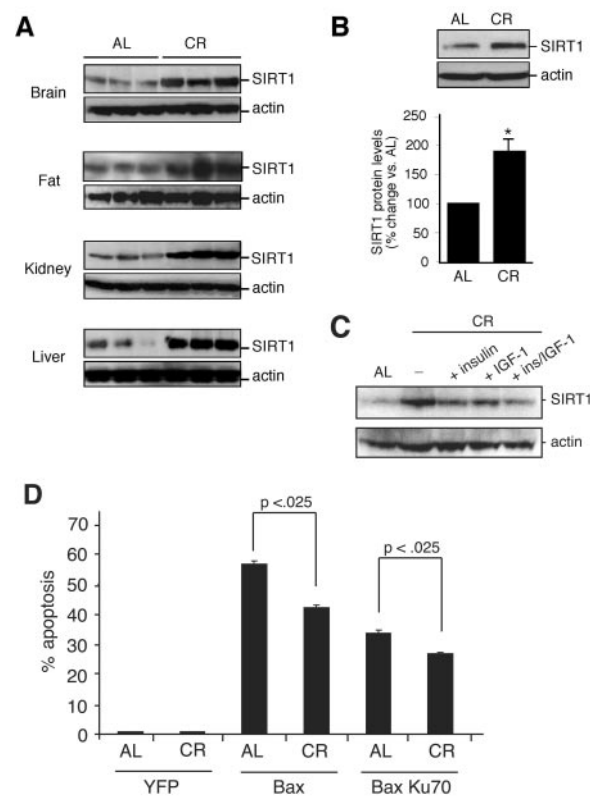 A
AL CR
Brain
SIRT1
actin
Fat
SIRT1
actin
Kidney
SIRT1
actin
Liver
SIRT1
actin
B
AL CR
SIRT1
actin
SIRT1 protein levels
(% change vs. AL)
250
200
150
100
50
0
*
AL CR
C
CR
AL – + insulin + IGF-1 + ins/IGF-1
SIRT1
actin
D
% apoptosis
70
60
50
40
30
20
10
0
p <.025
p < .025
AL CR AL CR AL CR
YFP Bax Bax Ku70